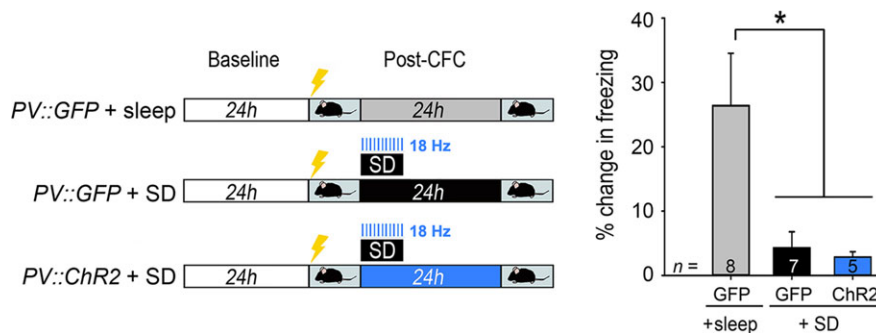 Baseline
Post-CFC
PV::GFP + sleep
24h
24h
18 Hz
SD
PV::GFP + SD
24h
24h
18 Hz
SD
PV::ChR2 + SD
24h
24h
% change in freezing
40
30
20
10
0
*
n =
8
7
5
GFP
GFP
ChR2
+sleep
+ SD